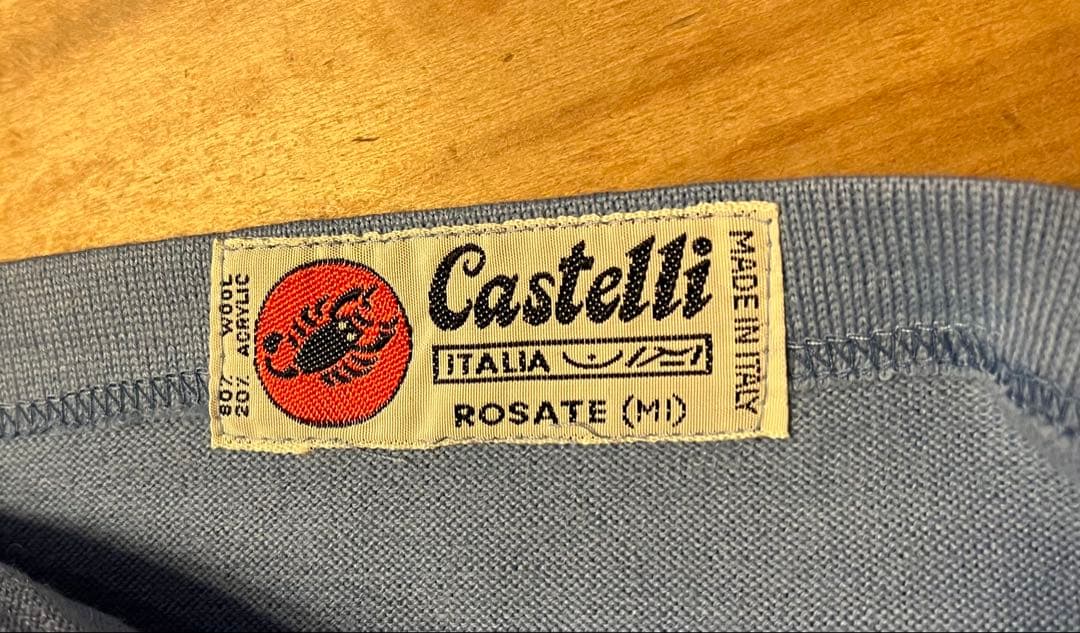 80% WOOL
20% ACRYLIC
Castelli
ITALIA
ROSATE (MI)
MADE IN ITALY